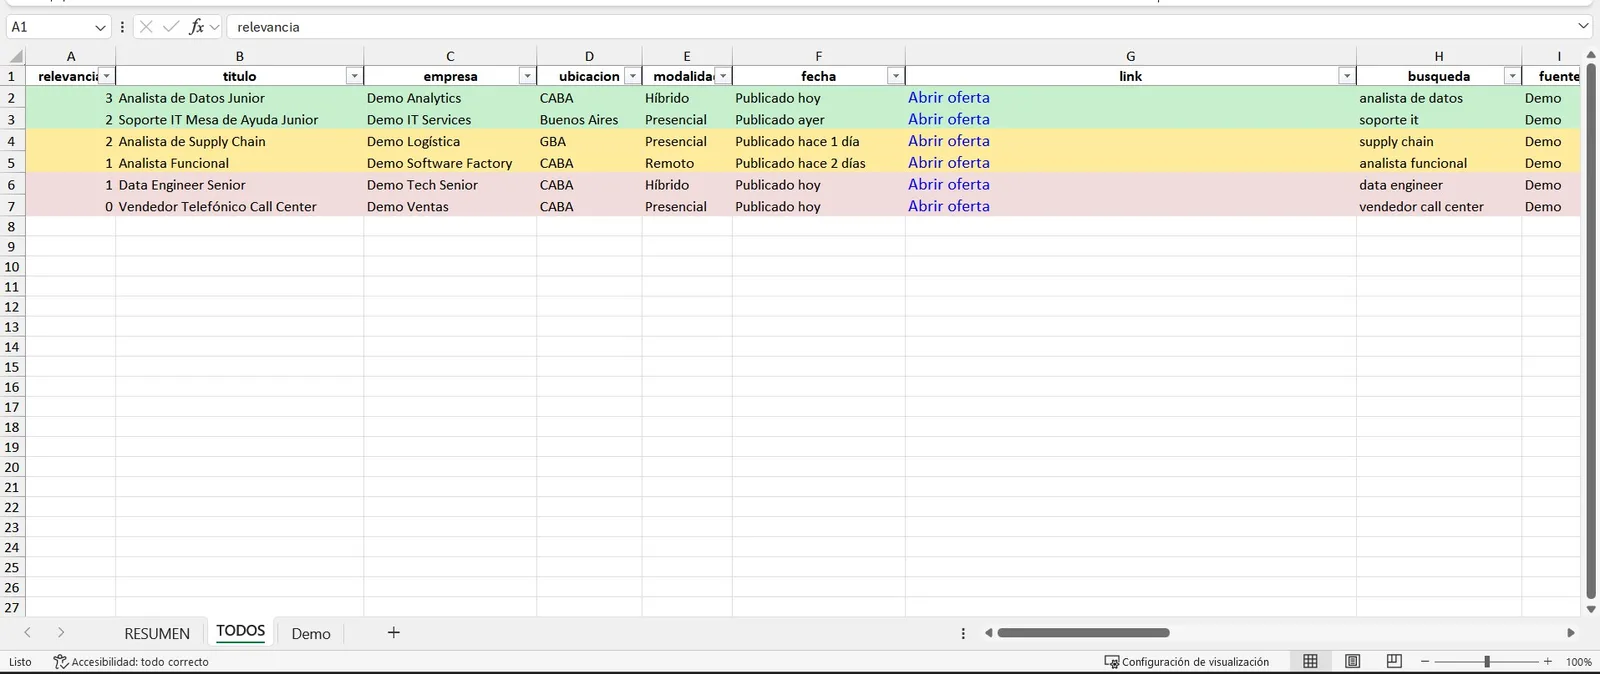 A1 fx relevancia
A B C D E F G H I
1 relevancia titulo empresa ubicacion modalida fecha link busqueda fuente
2 3 Analista de Datos Junior Demo Analytics CABA Híbrido Publicado hoy Abrir oferta analista de datos Demo
3 2 Soporte IT Mesa de Ayuda Junior Demo IT Services Buenos Aires Presencial Publicado ayer Abrir oferta soporte it Demo
4 2 Analista de Supply Chain Demo Logística GBA Presencial Publicado hace 1 día Abrir oferta supply chain Demo
5 1 Analista Funcional Demo Software Factory CABA Remoto Publicado hace 2 días Abrir oferta analista funcional Demo
6 1 Data Engineer Senior Demo Tech Senior CABA Híbrido Publicado hoy Abrir oferta data engineer Demo
7 0 Vendedor Telefónico Call Center Demo Ventas CABA Presencial Publicado hoy Abrir oferta vendedor call center Demo
8
9
10
11
12
13
14
15
16
17
18
19
20
21
22
23
24
25
26
27
RESUMEN TODOS Demo +
Listo Accesibilidad: todo correcto Configuración de visualización − + 100%